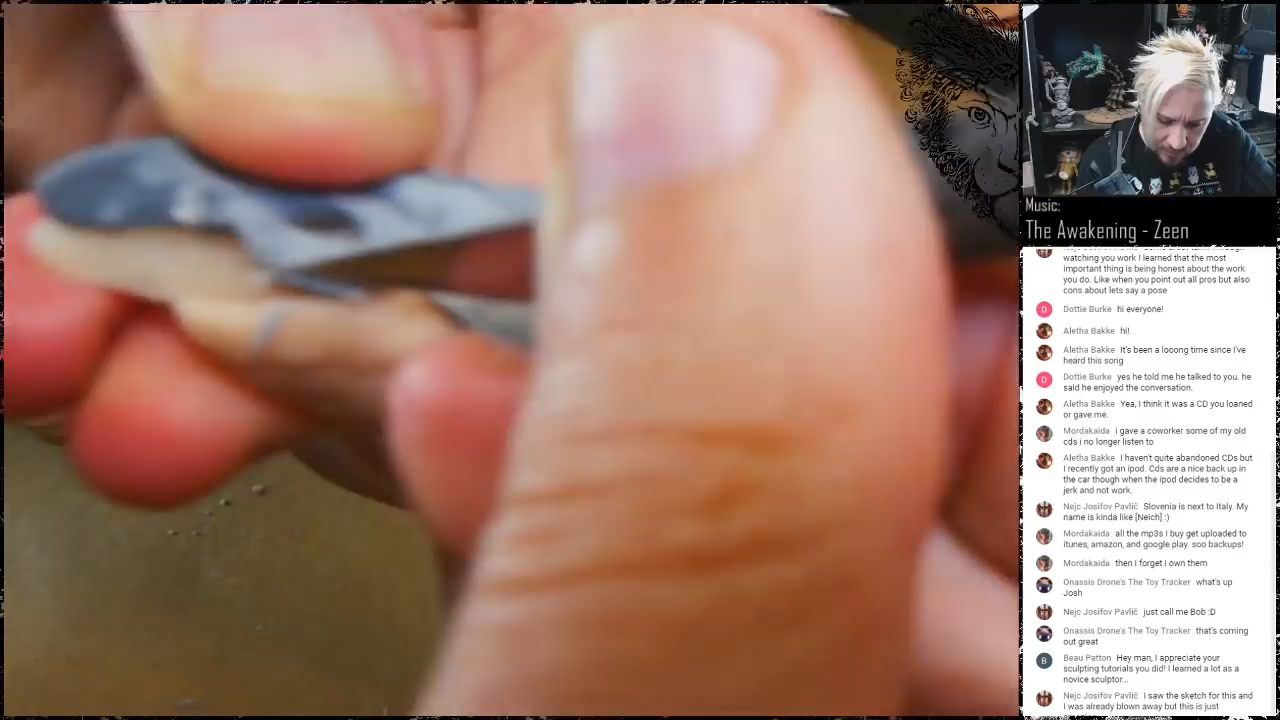 Music:
The Awakening - Zeen
watching you work I learned that the most
important thing is being honest about the work
you do. Like when you point out all pros but also
cons about lets say a pose
Dottie Burke hi everyone!
Aletha Bakke hi!
Aletha Bakke It's been a looong time since I've
heard this song
D
Dottie Burke yes he told me he talked to you. he
said he enjoyed the conversation.
Aletha Bakke Yea, I think it was a CD you loaned
or gave me.
Mordakaida i gave a coworker some of my old
cds i no longer listen to
Aletha Bakke I haven't quite abandoned CDs but
I recently got an ipod. Cds are a nice back up in
the car though when the ipod decides to be a
jerk and not work.
Nejc Josifov Pavlič Slovenia is next to Italy. My
name is kinda like [Neich] :)
Mordakaida all the mp3s i buy get uploaded to
itunes, amazon, and google play. soo backups!
Mordakaida then I forget i own them
Onassis Drone's The Toy Tracker what's up
Josh
Nejc Josifov Pavlič just call me Bob :D
Onassis Drone's The Toy Tracker that's coming
out great
B
Beau Patton Hey man, I appreciate your
sculpting tutorials you did! I learned a lot as a
novice sculptor...
Nejc Josifov Pavlič I saw the sketch for this and
I was already blown away but this is just